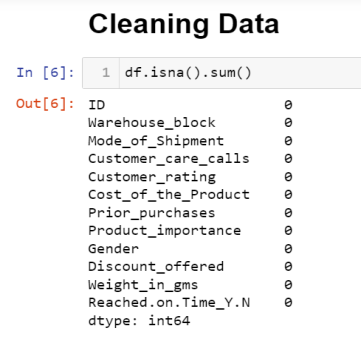 Cleaning Data
In [6]: 1 df.isna().sum()
Out[6]: ID 0
Warehouse_block 0
Mode_of_Shipment 0
Customer_care_calls 0
Customer_rating 0
Cost_of_the_Product 0
Prior_purchases 0
Product_importance 0
Gender 0
Discount_offered 0
Weight_in_gms 0
Reached.on.Time_Y.N 0
dtype: int64